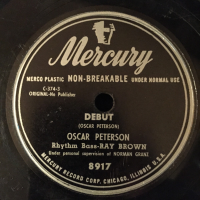 Mercury
MERCO PLASTIC NON-BREAKABLE UNDER NORMAL USE
C-374-3
ORIGINAL-No Publisher
DEBUT
(OSCAR PETERSON)
OSCAR PETERSON
Rhythm Bass-RAY BROWN
Under personal supervision of NORMAN GRANZ
8917
MERCURY RECORD CORP. CHICAGO, ILLINOIS U.S.A.